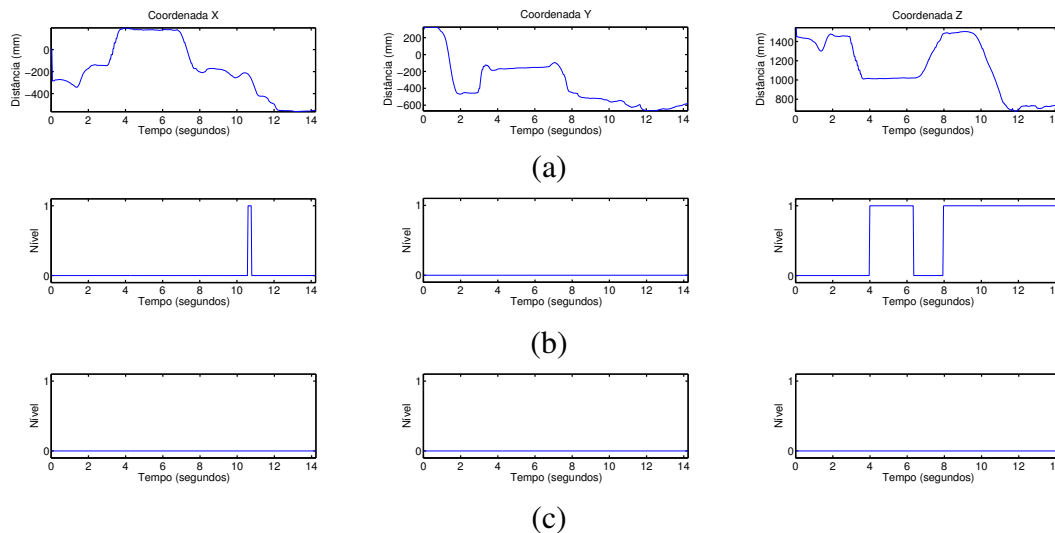 Coordenada X
Coordenada Y
Coordenada Z
Distância (mm)
0
−200
−400
0 2 4 6 8 10 12 14
Tempo (segundos)
Distância (mm)
200
0
−200
−400
−600
0 2 4 6 8 10 12 14
Tempo (segundos)
Distância (mm)
1400
1200
1000
800
0 2 4 6 8 10 12
Tempo (segundos)
(a)
Nível
1
0
0 2 4 6 8 10 12 14
Tempo (segundos)
Nível
1
0
0 2 4 6 8 10 12 14
Tempo (segundos)
Nível
1
0
0 2 4 6 8 10 12
Tempo (segundos)
(b)
Nível
1
0
0 2 4 6 8 10 12 14
Tempo (segundos)
Nível
1
0
0 2 4 6 8 10 12 14
Tempo (segundos)
Nível
1
0
0 2 4 6 8 10 12
Tempo (segundos)
(c)